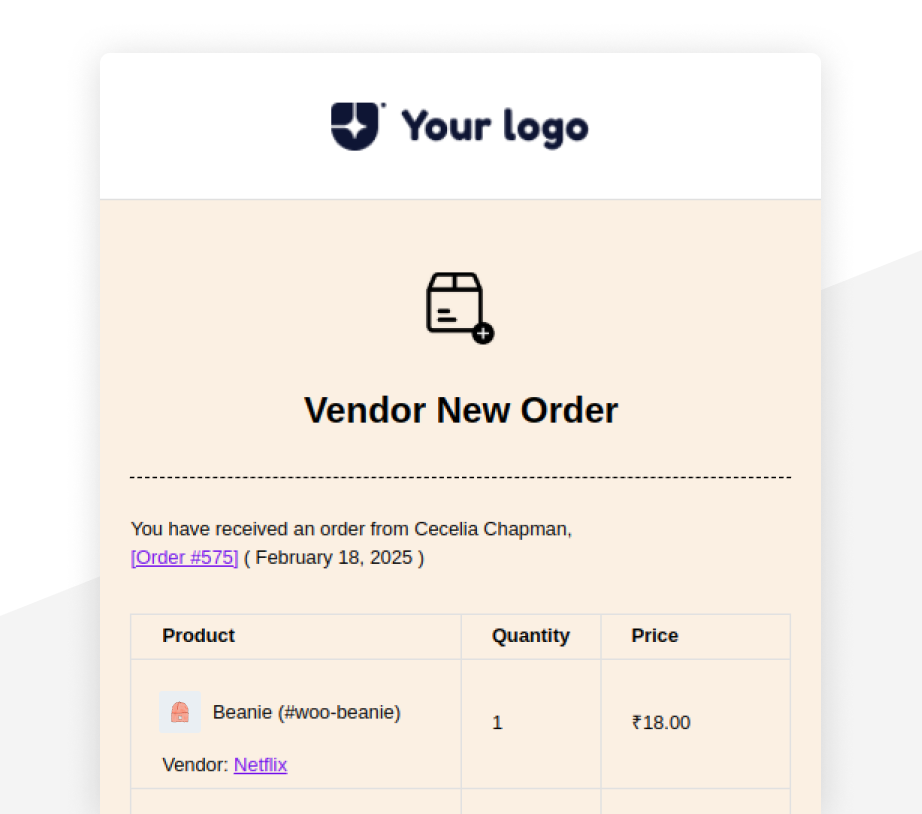 Your logo
Vendor New Order
You have received an order from Cecelia Chapman,
[Order #575] ( February 18, 2025 )
Product Quantity Price
Beanie (#woo-beanie)
1 ₹18.00
Vendor: Netflix